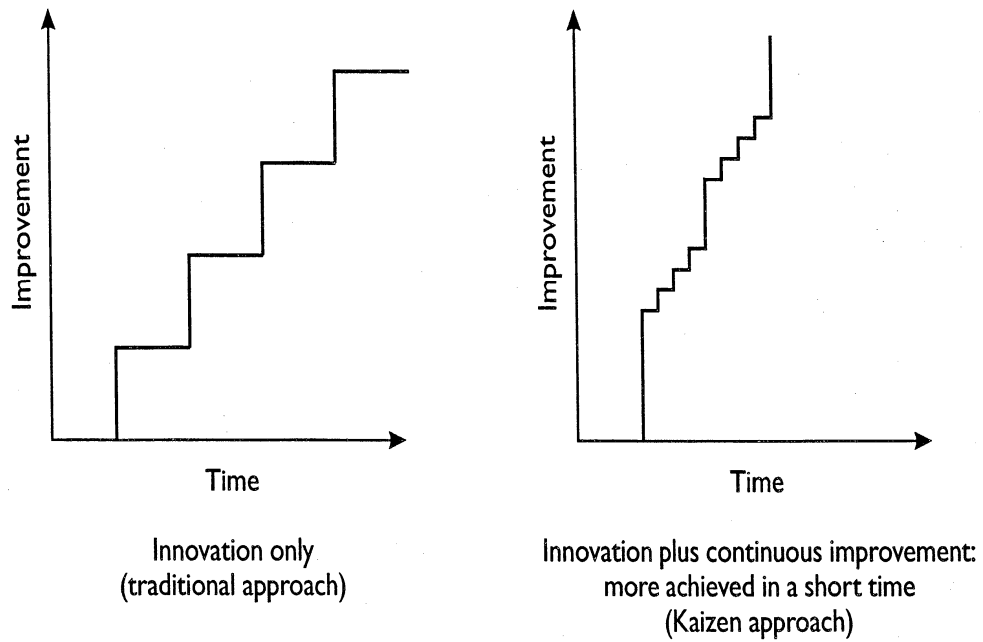 Improvement
Time
Innovation only
(traditional approach)
Improvement
Time
Innovation plus continuous improvement:
more achieved in a short time
(Kaizen approach)